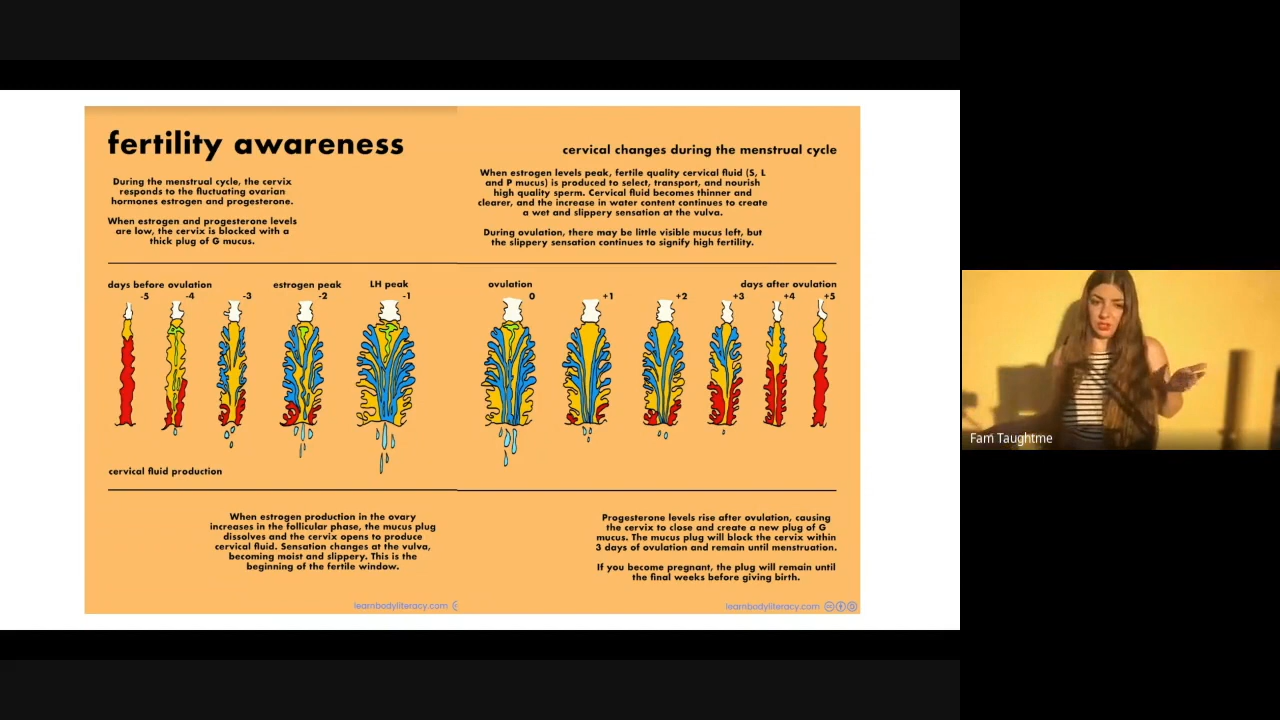 fertility awareness
cervical changes during the menstrual cycle
During the menstrual cycle, the cervix
responds to the fluctuating ovarian
hormones estrogen and progesterone.
When estrogen and progesterone levels
are low, the cervix is blocked with a
thick plug of G mucus.
When estrogen levels peak, fertile quality cervical fluid (S, L
and P mucus) is produced to select, transport, and nourish
high quality sperm. Cervical fluid becomes thinner and
clearer, and the increase in water content continues to create
a wet and slippery sensation at the vulva.
During ovulation, there may be little visible mucus left, but
the slippery sensation continues to signify high fertility.
days before ovulation
estrogen peak
LH peak
ovulation
days after ovulation
-5 -4 -3 -2 -1 0 +1 +2 +3 +4 +5
cervical fluid production
When estrogen production in the ovary
increases in the follicular phase, the mucus plug
dissolves and the cervix opens to produce
cervical fluid. Sensation changes at the vulva,
becoming moist and slippery. This is the
beginning of the fertile window.
Progesterone levels rise after ovulation, causing
the cervix to close and create a new plug of G
mucus. The mucus plug will block the cervix within
3 days of ovulation and remain until menstruation.
If you become pregnant, the plug will remain until
the final weeks before giving birth.
learnbodyliteracy.com
learnbodyliteracy.com
Fam Taughtme